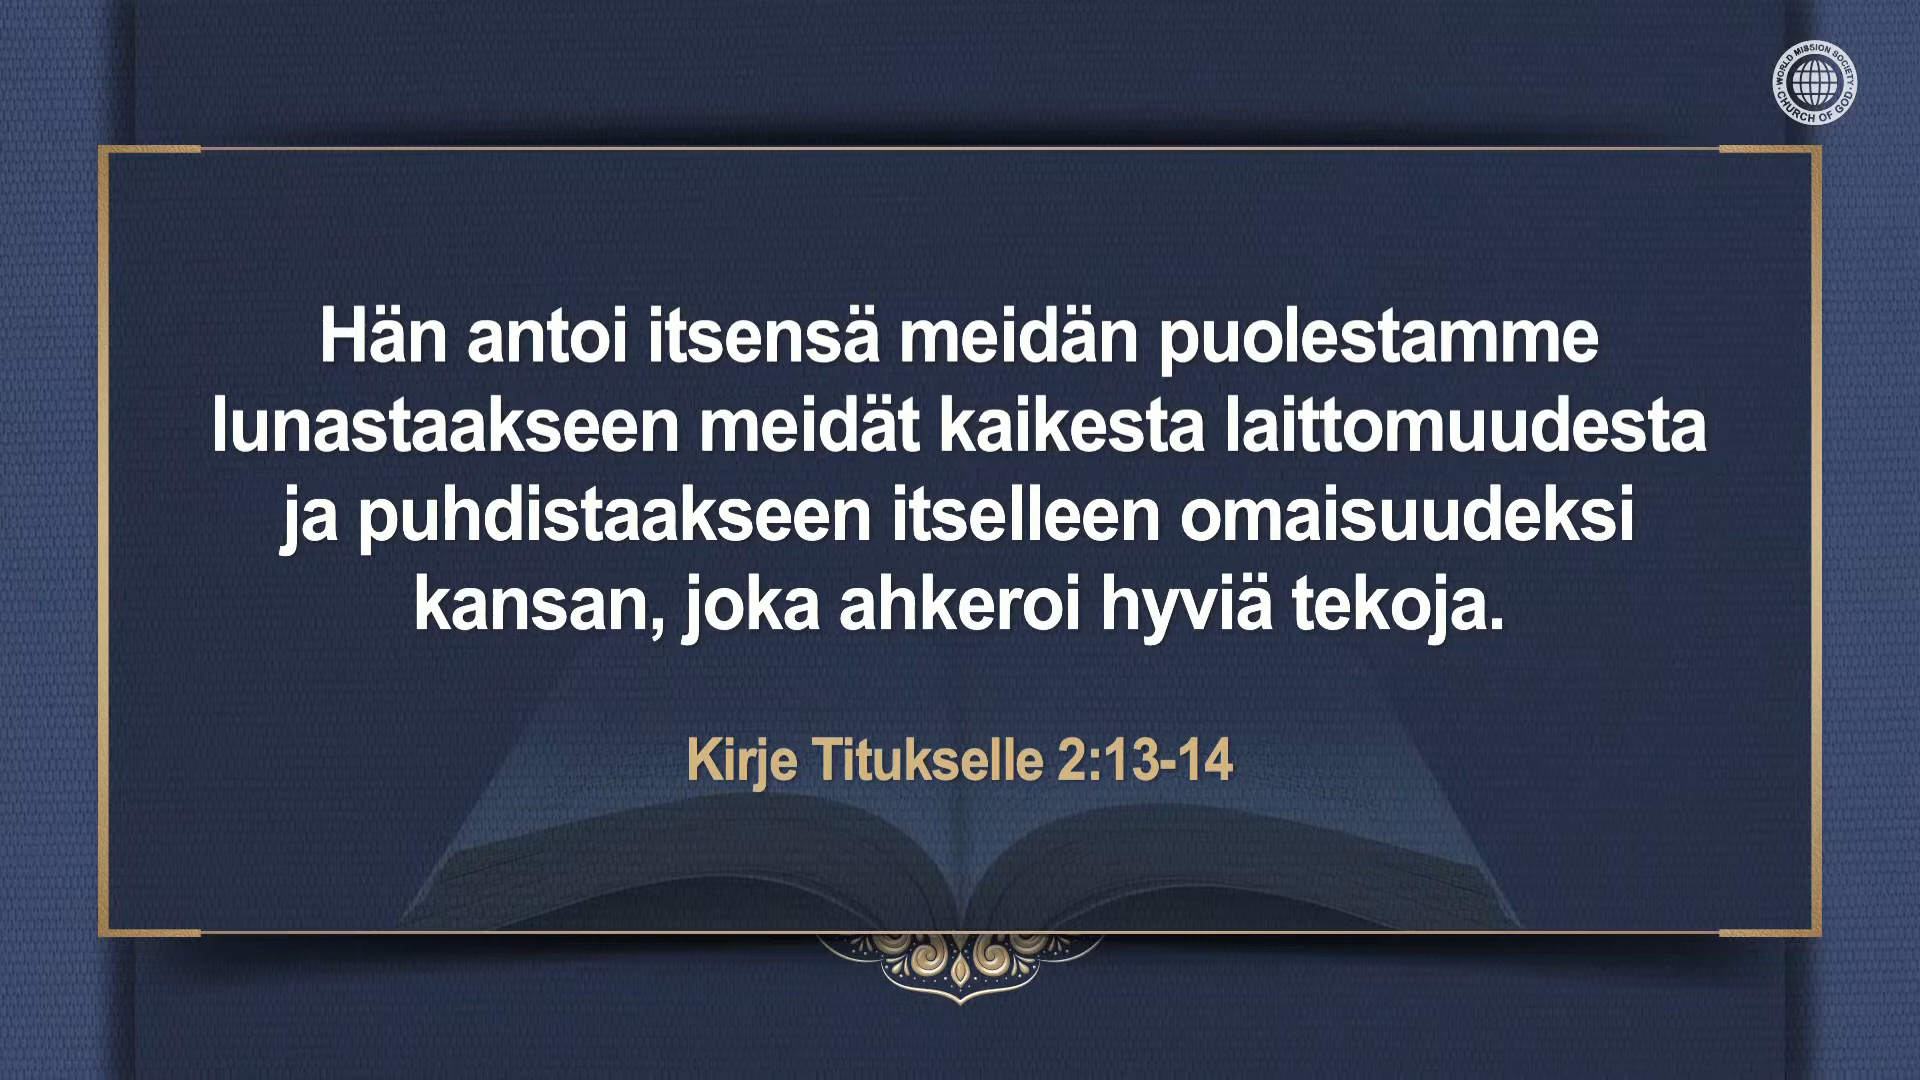 WORLD MISSION SOCIETY
CHURCH OF GOD
Hän antoi itsensä meidän puolestamme
lunastaakseen meidät kaikesta laittomuudesta
ja puhdistaakseen itselleen omaisuudeksi
kansan, joka ahkeroi hyviä tekoja.
Kirje Titukselle 2:13-14